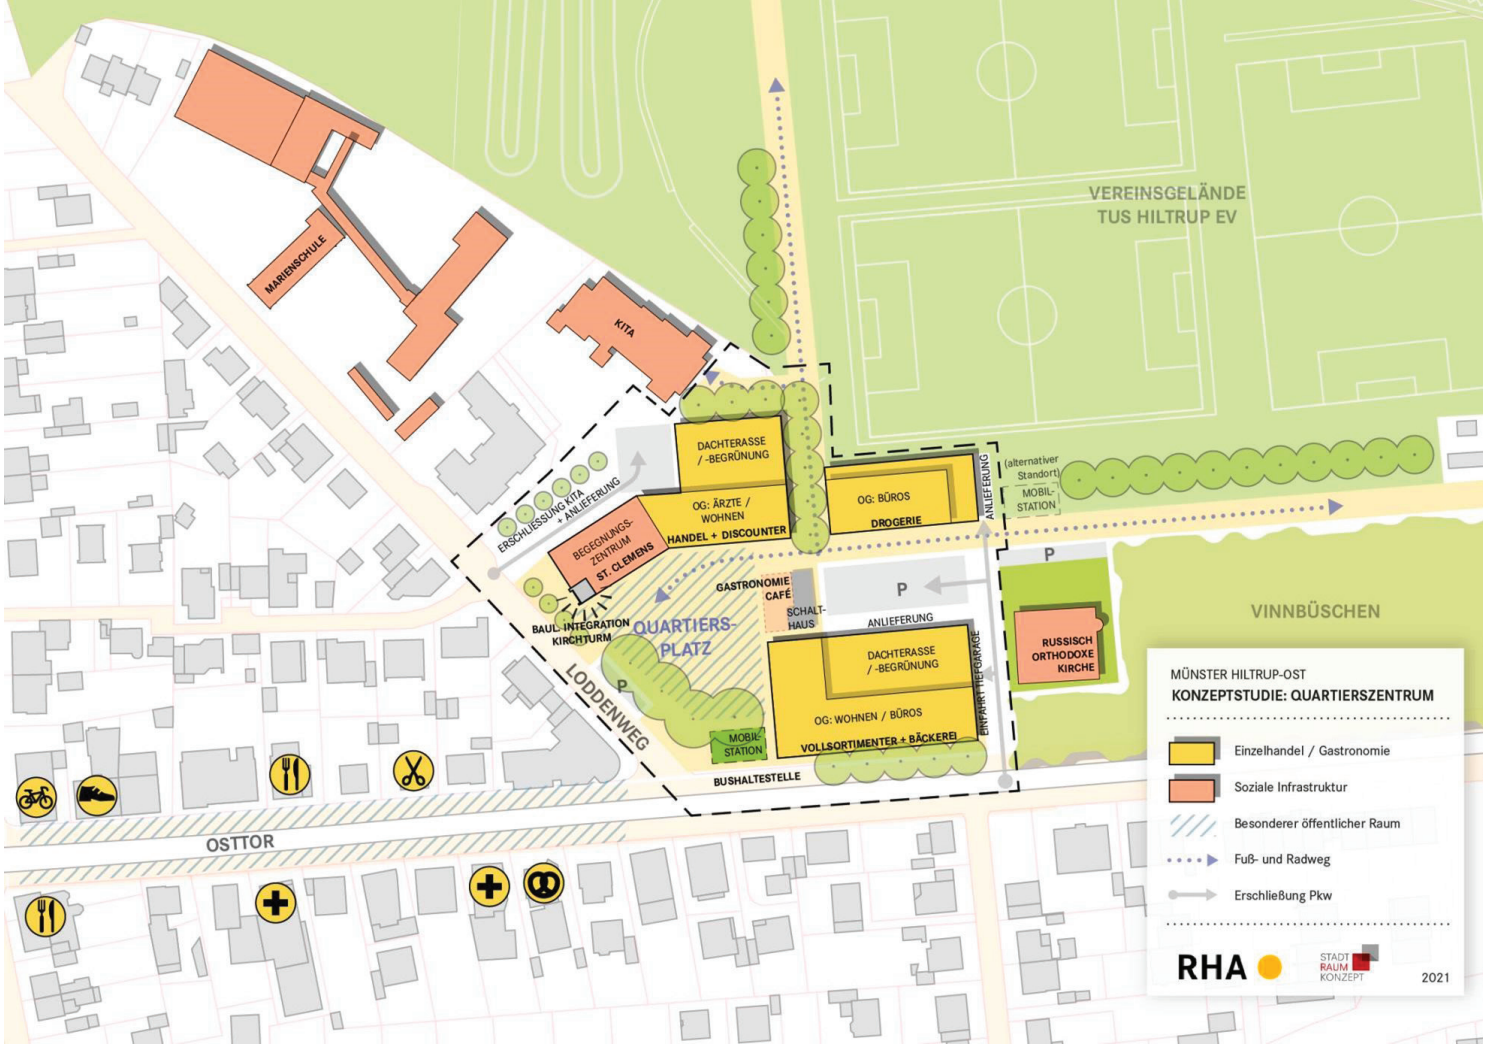 VEREINSGELÄNDE
TUS HILTRUP EV
MARIENSCHULE
KITA
DACHTERASSE
/ -BEGRÜNUNG
OG: ÄRZTE /
WOHNEN
HANDEL + DISCOUNTER
ERSCHLIESSUNG KITA
+ ANLIEFERUNG
BEGEGNUNGS-
ZENTRUM
ST. CLEMENS
OG: BÜROS
DROGERIE
ANLIEFERUNG
(alternativer
Standort)
MOBIL-
STATION
P
P
GASTRONOMIE
CAFÉ
SCHALT-
HAUS
ANLIEFERUNG
BAUL. INTEGRATION
KIRCHTURM
QUARTIERS-
PLATZ
P
LODDENWEG
DACHTERASSE
/ -BEGRÜNUNG
OG: WOHNEN / BÜROS
VOLLSORTIMENTER + BÄCKEREI
EINFAHRT TIEFGARAGE
RUSSISCH
ORTHODOXE
KIRCHE
VINNBÜSCHEN
MOBIL-
STATION
BUSHALTESTELLE
OSTTOR
MÜNSTER HILTRUP-OST
KONZEPTSTUDIE: QUARTIERSZENTRUM
Einzelhandel / Gastronomie
Soziale Infrastruktur
Besonderer öffentlicher Raum
Fuß- und Radweg
Erschließung Pkw
RHA
STADT
RAUM
KONZEPT
2021